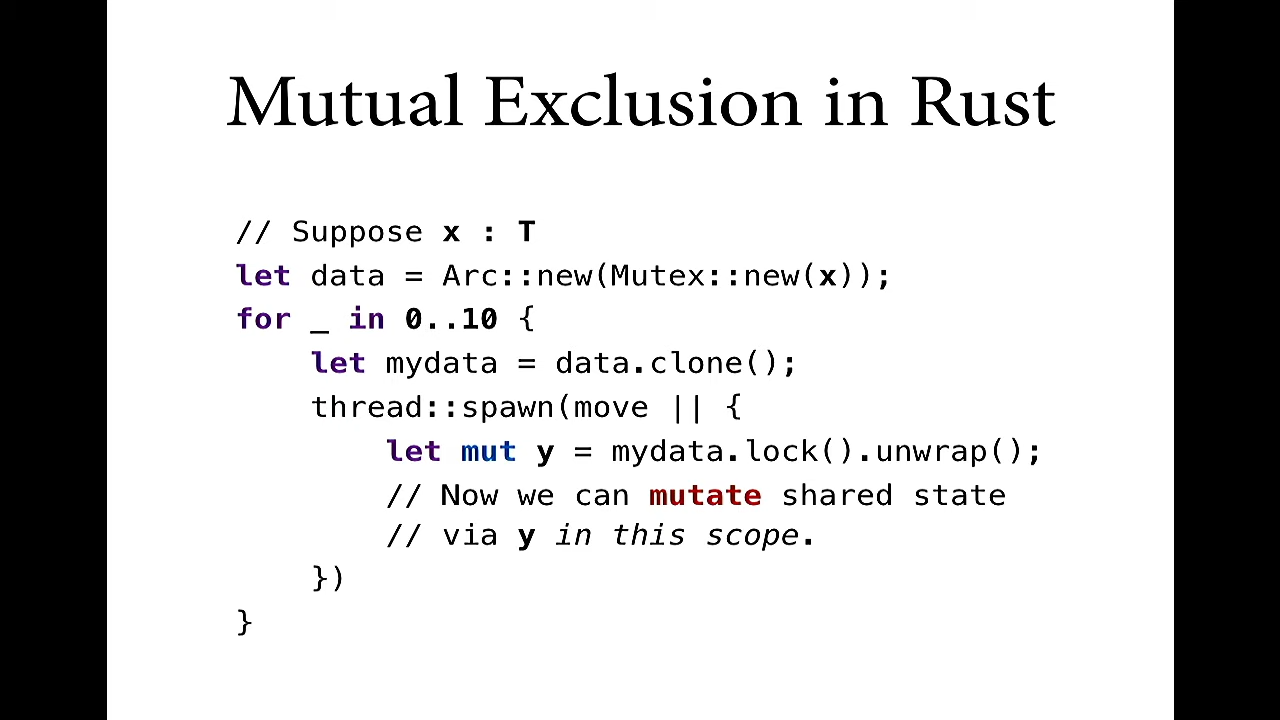 Mutual Exclusion in Rust
// Suppose x : T
let data = Arc::new(Mutex::new(x));
for _ in 0..10 {
    let mydata = data.clone();
    thread::spawn(move || {
        let mut y = mydata.lock().unwrap();
        // Now we can mutate shared state
        // via y in this scope.
    })
}